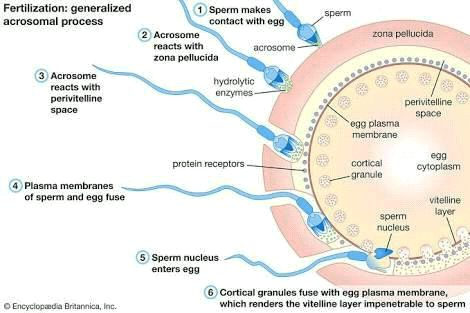 Fertilization: generalized
acrosomal process
1 Sperm makes
contact with egg
sperm
2 Acrosome
reacts with
zona pellucida
acrosome
zona pellucida
3 Acrosome
reacts with
perivitelline
space
hydrolytic
enzymes
perivitelline
space
egg plasma
membrane
protein receptors
cortical
granule
egg
cytoplasm
4 Plasma membranes
of sperm and egg fuse
vitelline
layer
sperm
nucleus
5 Sperm nucleus
enters egg
6 Cortical granules fuse with egg plasma membrane,
which renders the vitelline layer impenetrable to sperm
© Encyclopædia Britannica, Inc.